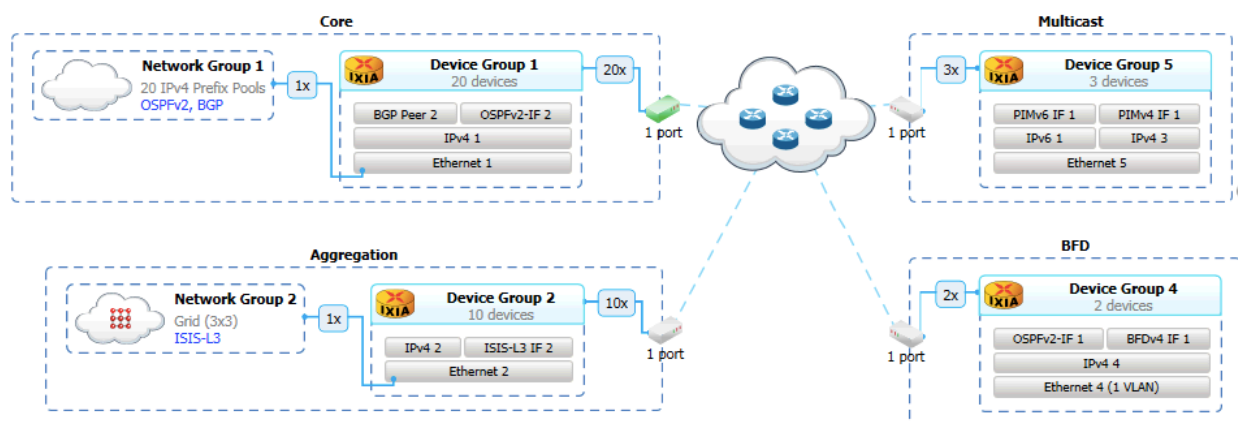 Core
Network Group 1
20 IPv4 Prefix Pools
OSPFv2, BGP
1x
IXIA
Device Group 1
20 devices
BGP Peer 2
OSPFv2-IF 2
IPv4 1
Ethernet 1
20x
1 port
Multicast
1 port
3x
IXIA
Device Group 5
3 devices
PIMv6 IF 1
PIMv4 IF 1
IPv6 1
IPv4 3
Ethernet 5
Aggregation
Network Group 2
Grid (3x3)
ISIS-L3
1x
IXIA
Device Group 2
10 devices
IPv4 2
ISIS-L3 IF 2
Ethernet 2
10x
1 port
BFD
1 port
2x
IXIA
Device Group 4
2 devices
OSPFv2-IF 1
BFDv4 IF 1
IPv4 4
Ethernet 4 (1 VLAN)